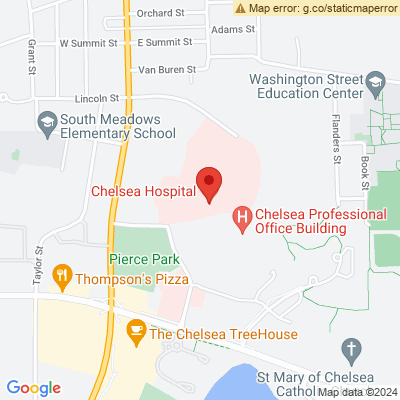 Map error: g.co/staticmaperror
Orchard St
Adams St
Grant St
W Summit St
E Summit St
Van Buren St
Washington Street
Education Center
Lincoln St
South Meadows
Elementary School
Flanders St
Book St
Chelsea Hospital
Chelsea Professional
Office Building
Taylor St
Pierce Park
Thompson's Pizza
The Chelsea TreeHouse
St Mary of Chelsea
Google
Map data ©2024